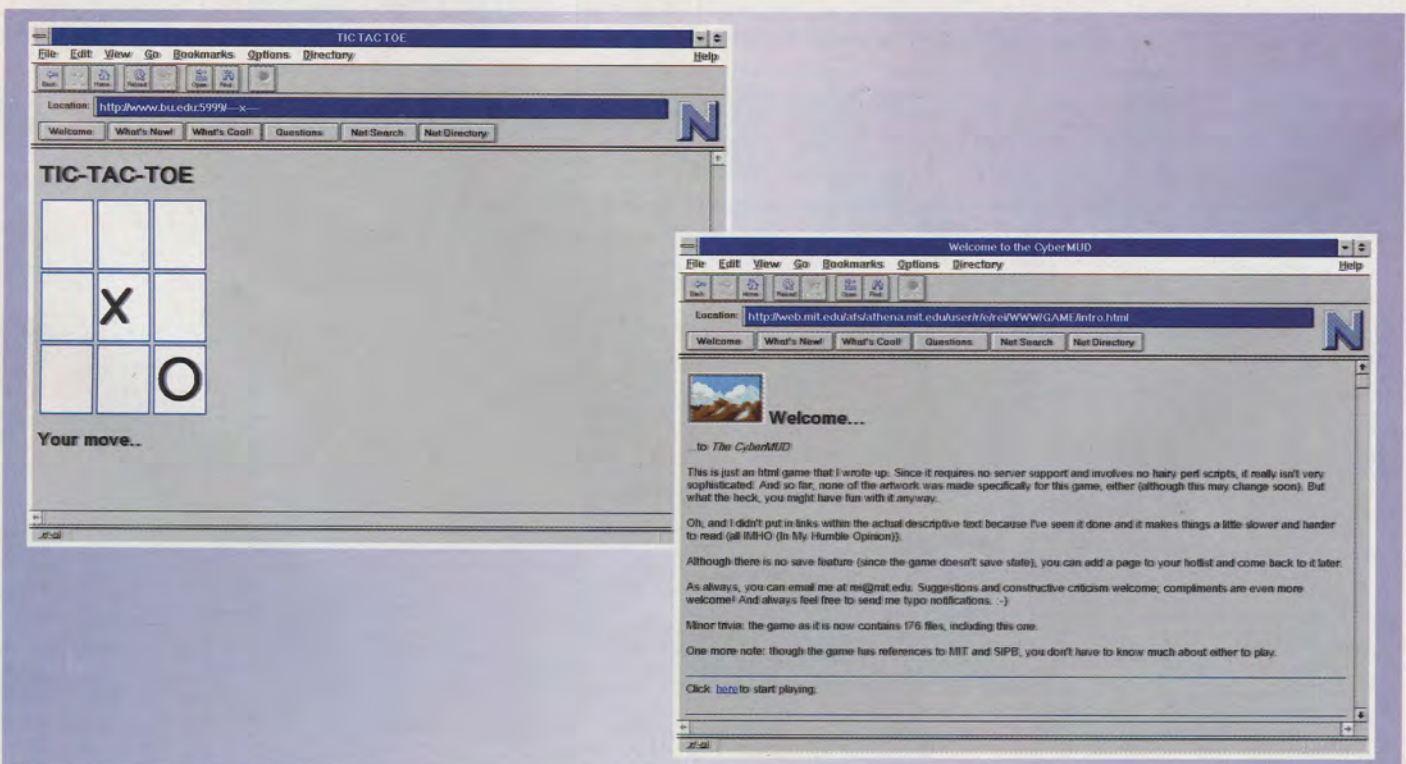 TIC TAC TOE
File Edit View Go Bookmarks Options Directory Help
Back Home Reload Open Find
Location: http://www.bu.edu:5999/---x----
Welcome What's New! What's Cool! Questions Net Search Net Directory
N
TIC-TAC-TOE
X
O
Your move..
Welcome to the CyberMUD
File Edit View Go Bookmarks Options Directory Help
Back Home Reload Open Find
Location: http://web.mit.edu/afs/athena.mit.edu/user/r/e/rei/WWW/GAME/intro.html
Welcome What's New! What's Cool! Questions Net Search Net Directory
N
Welcome...
...to The CyberMUD
This is just an html game that I wrote up. Since it requires no server support and involves no hairy perl scripts, it really isn't very
sophisticated. And so far, none of the artwork was made specifically for this game, either (although this may change soon). But
what the heck, you might have fun with it anyway.
Oh, and I didn't put in links within the actual descriptive text because I've seen it done and it makes things a little slower and harder
to read (all IMHO (In My Humble Opinion)).
Although there is no save feature (since the game doesn't save state), you can add a page to your hotlist and come back to it later.
As always, you can email me at rei@mit.edu. Suggestions and constructive criticism welcome; compliments are even more
welcome! And always feel free to send me typo notifications. :-)
Minor trivia: the game as it is now contains 176 files, including this one.
One more note: though the game has references to MIT and SIPB, you don't have to know much about either to play.
Click here to start playing.